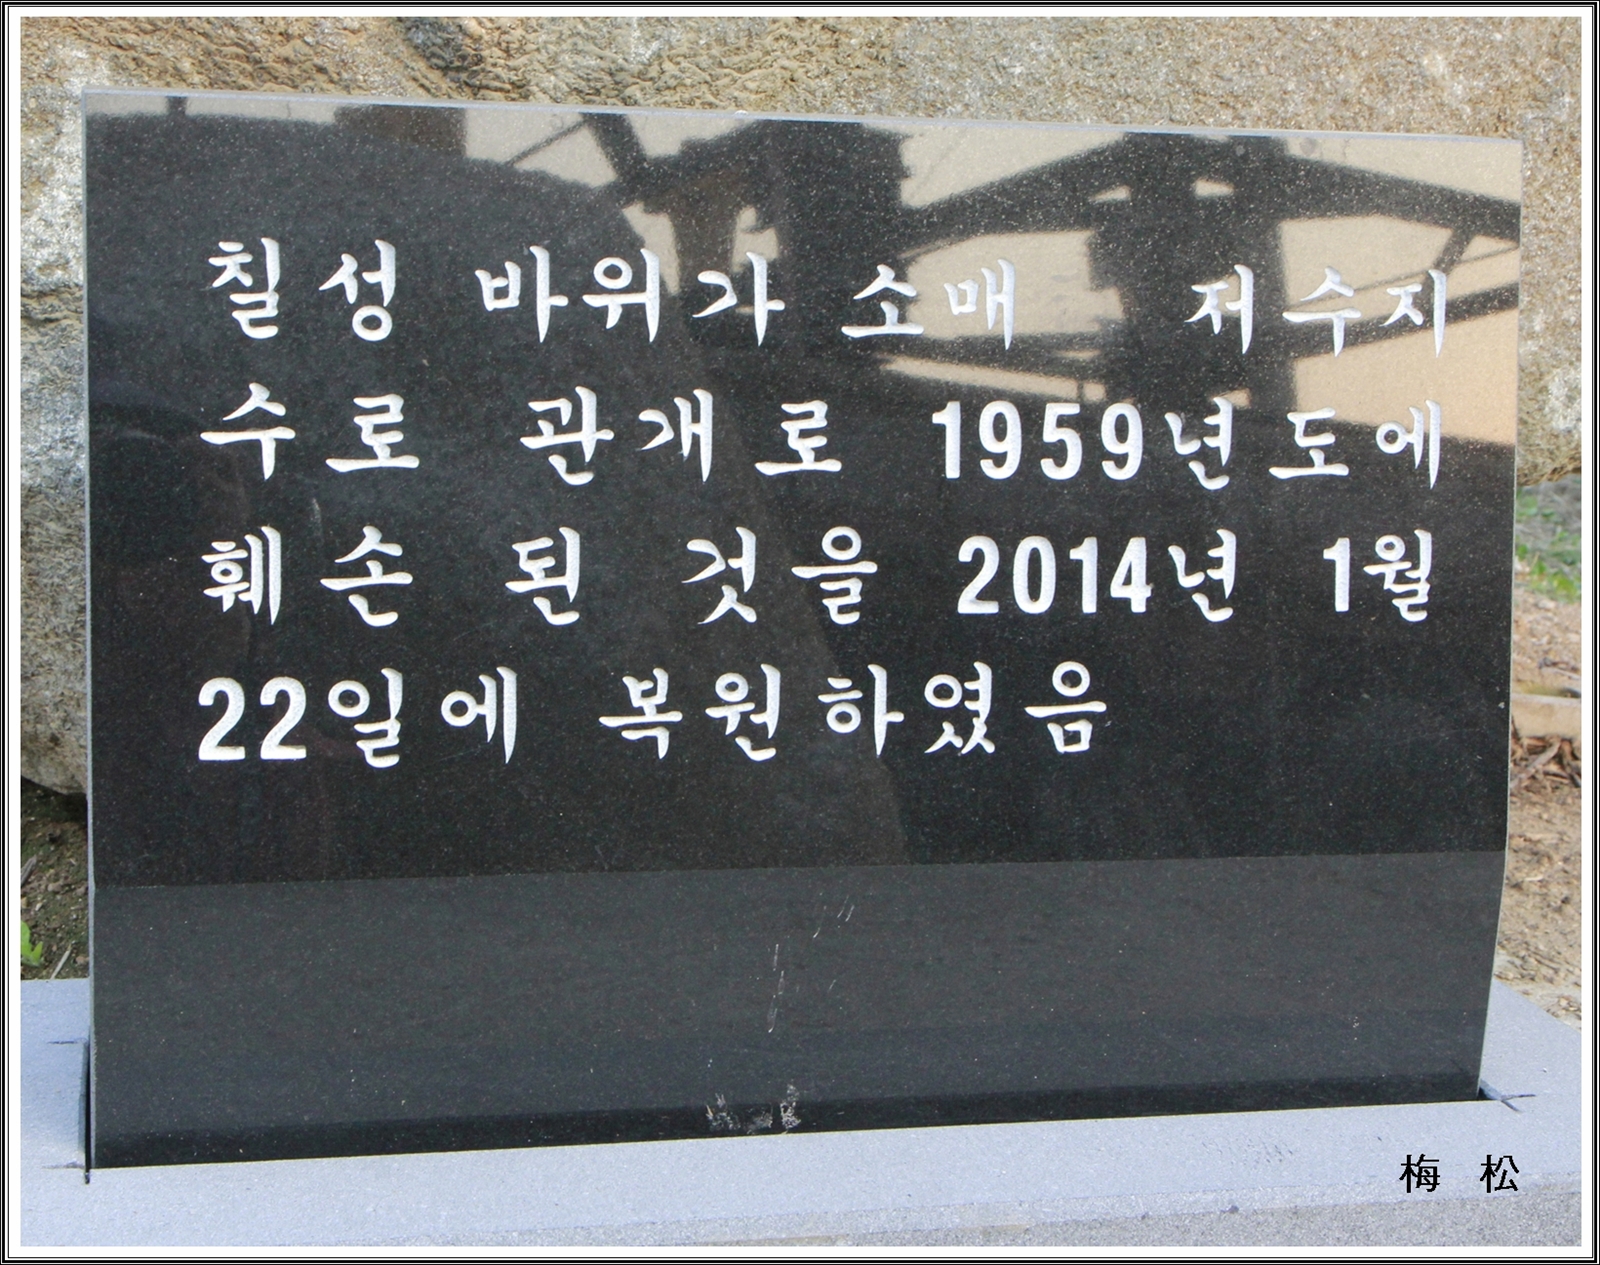 칠성 바위가 소매 저수지
수로 관개로 1959년도에
훼손 된 것을 2014년 1월
22일에 복원하였음
梅 松